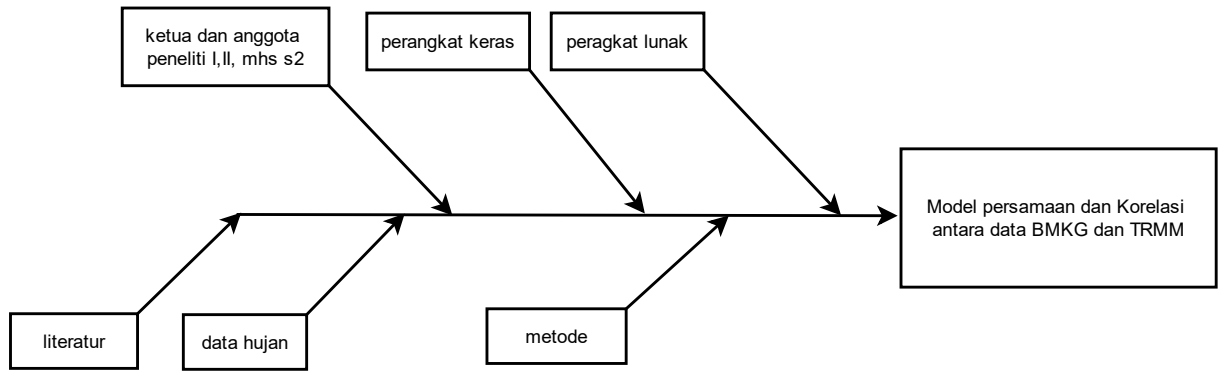 ketua dan anggota
peneliti I,II, mhs s2
perangkat keras
peragkat lunak
Model persamaan dan Korelasi
antara data BMKG dan TRMM
literatur
data hujan
metode